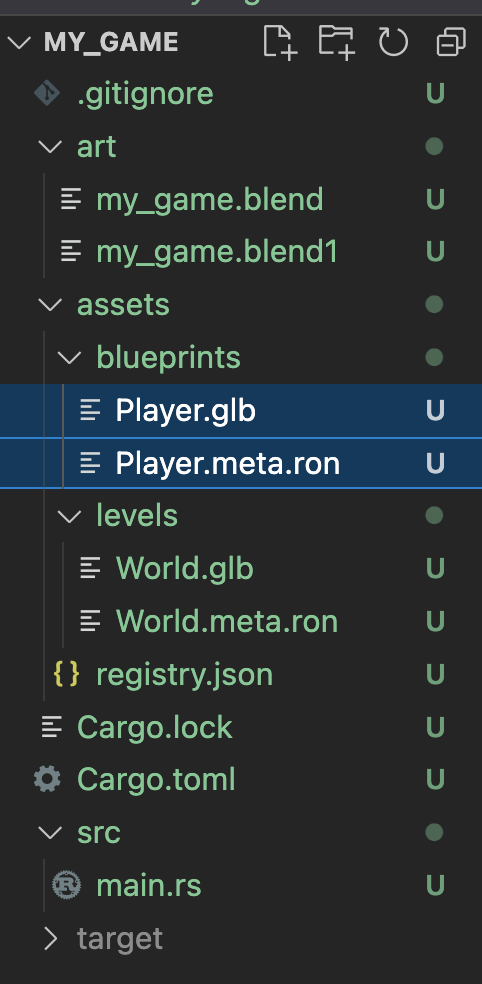 MY_GAME
.gitignore U
art
my_game.blend U
my_game.blend1 U
assets
blueprints
Player.glb U
Player.meta.ron U
levels
World.glb U
World.meta.ron U
{} registry.json U
Cargo.lock U
Cargo.toml U
src
main.rs U
target